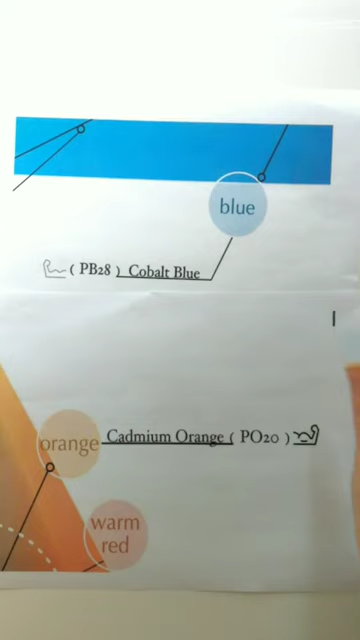 blue
( PB28 ) Cobalt Blue
orange
Cadmium Orange ( PO20 )
warm
red